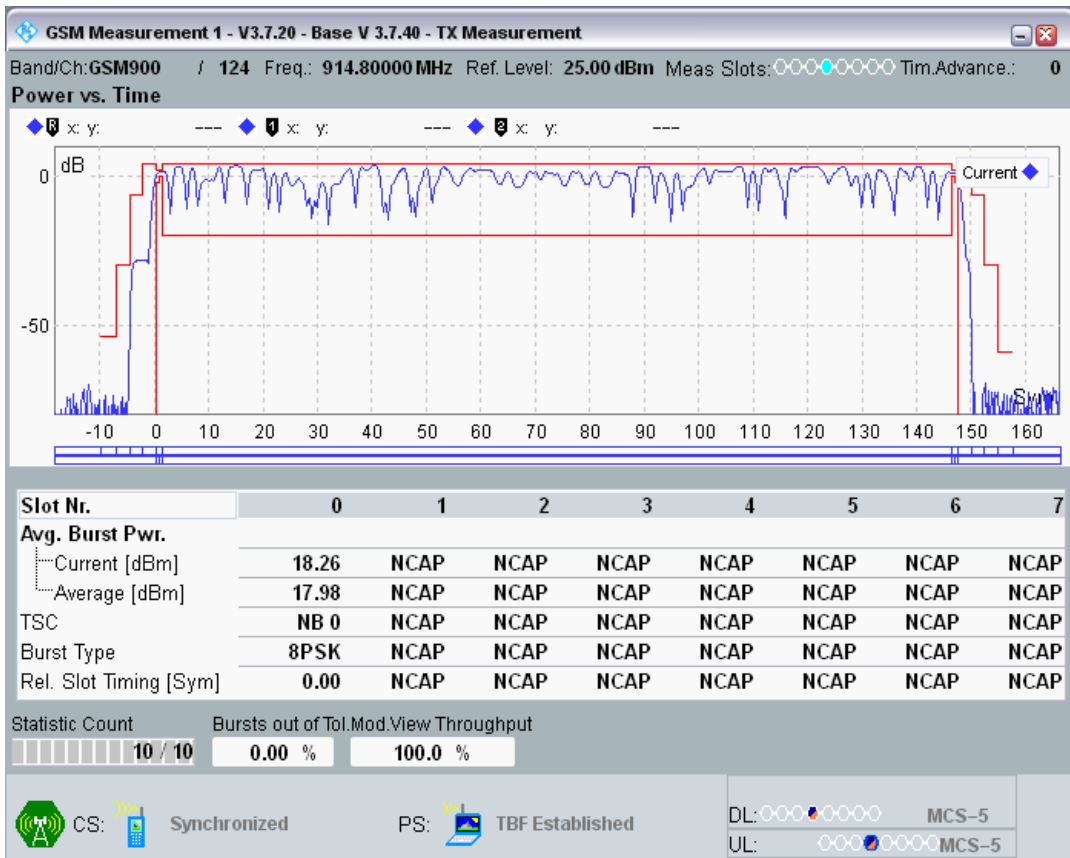 GSM Measurement 1 - V3.7.20 - Base V 3.7.40 - TX Measurement
Band/Ch:GSM900 / 124 Freq.: 914.80000 MHz Ref. Level: 25.00 dBm Meas Slots: Tim.Advance.: 0
Power vs. Time
R x: y: --- 1 x: y: --- 2 x: y: ---
dB
Current
0
-50
Sym
-10 0 10 20 30 40 50 60 70 80 90 100 110 120 130 140 150 160
Slot Nr. 0 1 2 3 4 5 6 7
Avg. Burst Pwr.
Current [dBm] 18.26 NCAP NCAP NCAP NCAP NCAP NCAP NCAP
Average [dBm] 17.98 NCAP NCAP NCAP NCAP NCAP NCAP NCAP
TSC NB 0 NCAP NCAP NCAP NCAP NCAP NCAP NCAP
Burst Type 8PSK NCAP NCAP NCAP NCAP NCAP NCAP NCAP
Rel. Slot Timing [Sym] 0.00 NCAP NCAP NCAP NCAP NCAP NCAP NCAP
Statistic Count Bursts out of Tol.Mod.View Throughput
10 / 10 0.00 % 100.0 %
CS: Synchronized PS: TBF Established
DL: MCS-5
UL: MCS-5